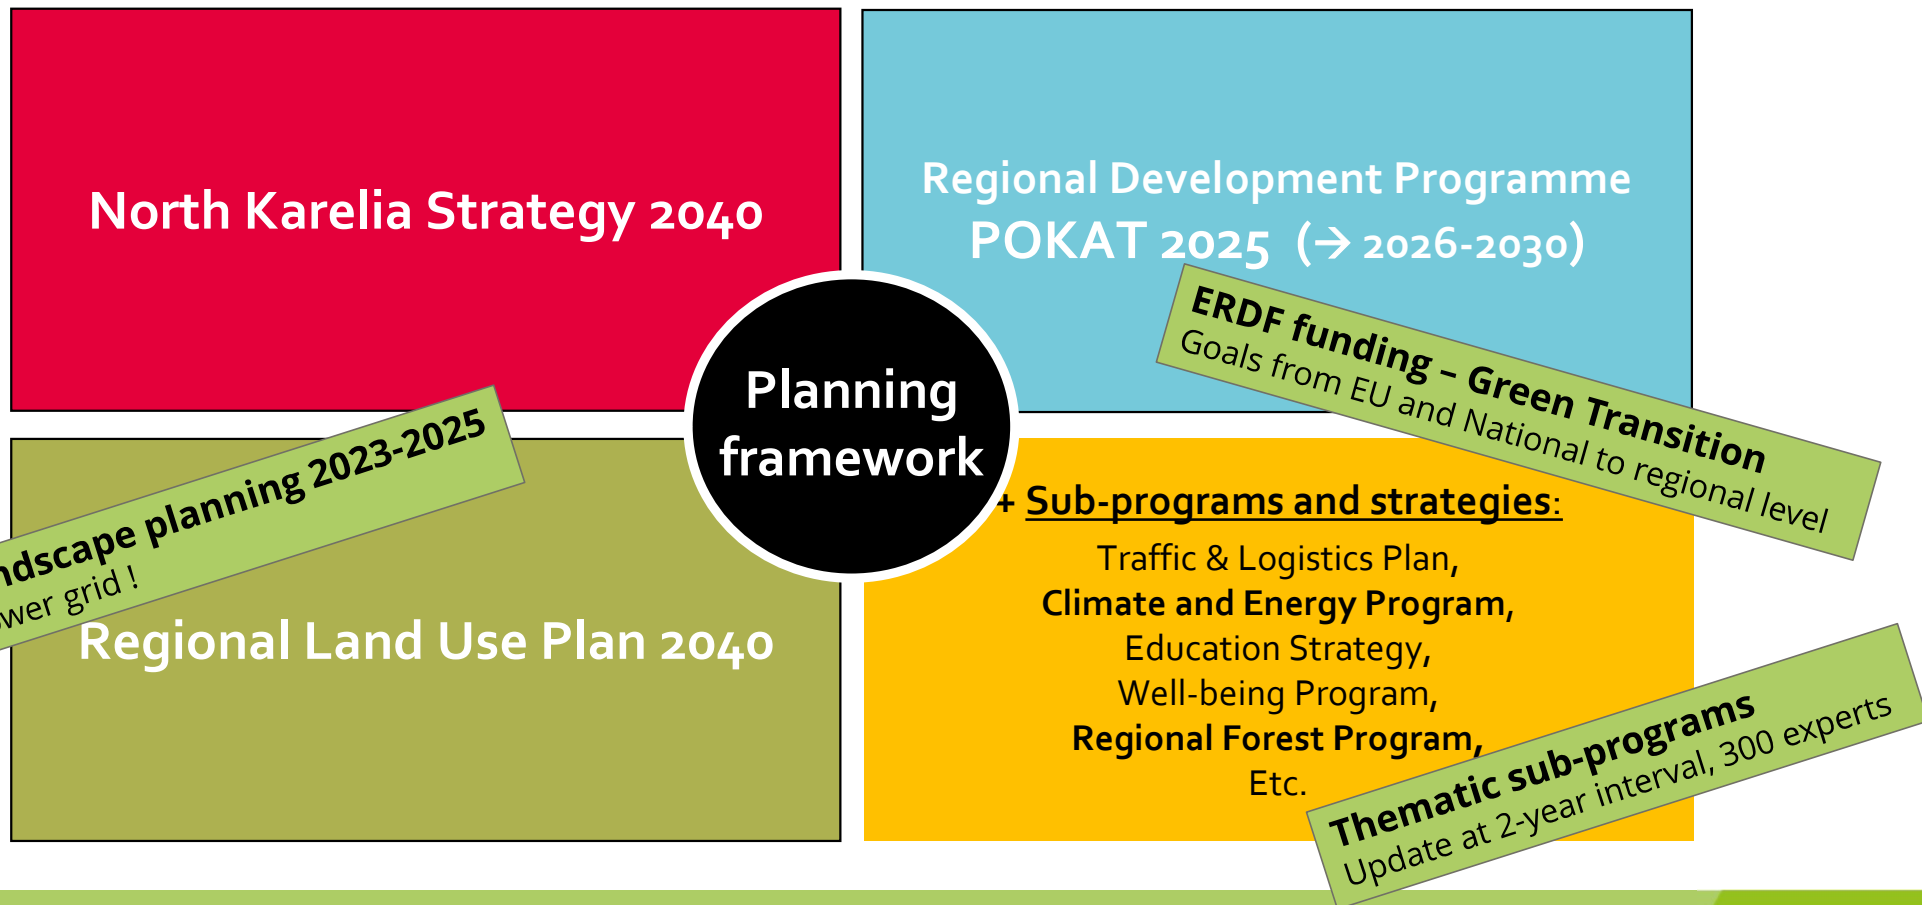 North Karelia Strategy 2040
Regional Development Programme
POKAT 2025 (→ 2026-2030)
ERDF funding – Green Transition
Goals from EU and National to regional level
Planning
framework
planning 2023-2025
grid !
Regional Land Use Plan 2040
+ Sub-programs and strategies:
Traffic & Logistics Plan,
Climate and Energy Program,
Education Strategy,
Well-being Program,
Regional Forest Program,
Etc.
Thematic sub-programs
Update at 2-year interval, 300 experts